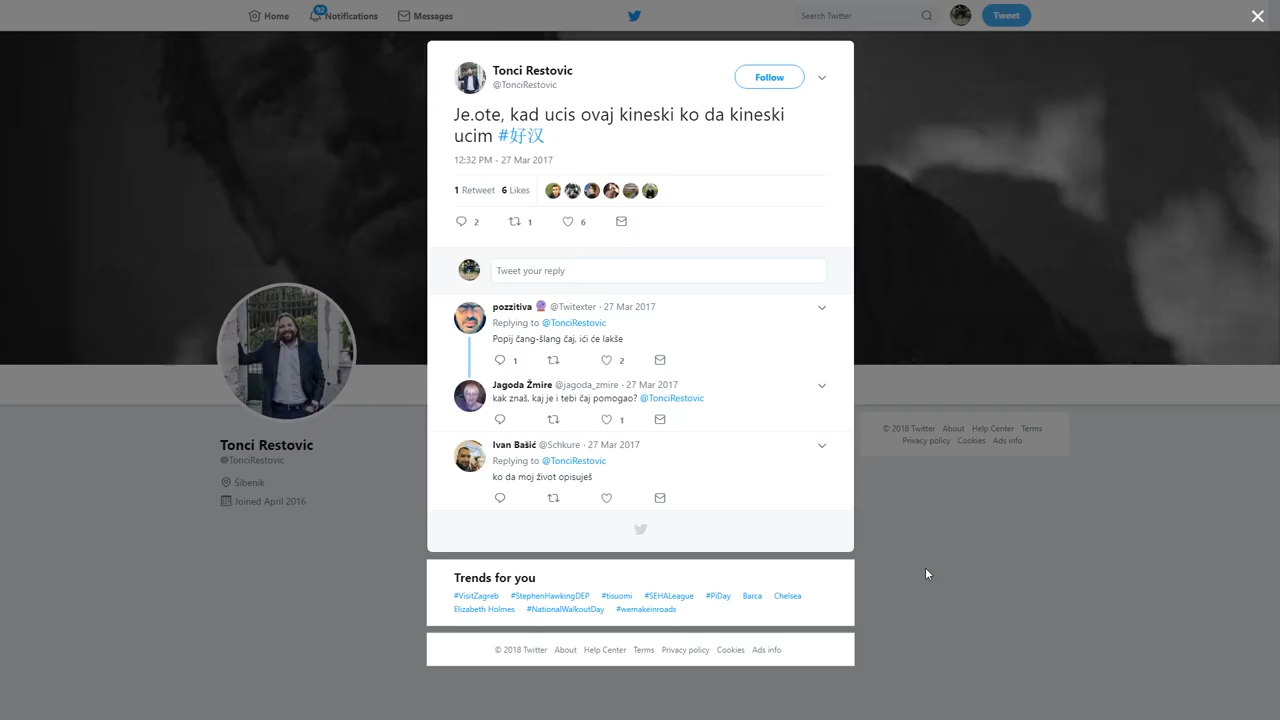 Home
92
Notifications
Messages
Search Twitter
Tweet
Tonci Restovic
@TonciRestovic
Follow
Je.ote, kad ucis ovaj kineski ko da kineski
ucim #好汉
12:32 PM - 27 Mar 2017
1 Retweet 6 Likes
2 1 6
Tweet your reply
pozzitiva @Twitexter · 27 Mar 2017
Replying to @TonciRestovic
Popij čang-šlang čaj, ići će lakše
1 2
Jagoda Žmire @jagoda_zmire · 27 Mar 2017
kak znaš. kaj je i tebi čaj pomogao? @TonciRestovic
1
Ivan Bašić @Schkure · 27 Mar 2017
Replying to @TonciRestovic
ko da moj život opisuješ
Tonci Restovic
@TonciRestovic
Šibenik
Joined April 2016
© 2018 Twitter About Help Center Terms
Privacy policy Cookies Ads info
Trends for you
#VisitZagreb #StephenHawkingDEP #tisuomi #SEHALeague #PiDay Barca Chelsea
Elizabeth Holmes #NationalWalkoutDay #wemakeinroads
© 2018 Twitter About Help Center Terms Privacy policy Cookies Ads info